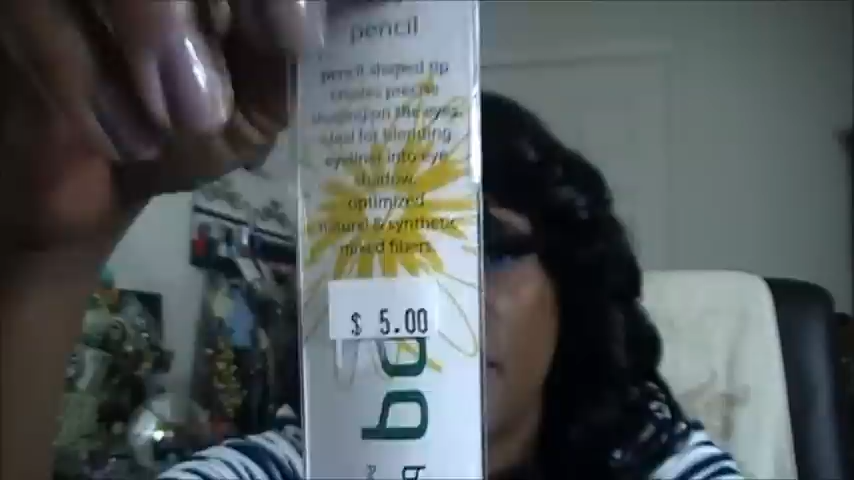 pencil
pencil shaped tip
creates precise
shading on the eyes.
ideal for blending
eyeliner into eye
shadow.
optimized
natural & synthetic
mixed fibers.
$ 5.00